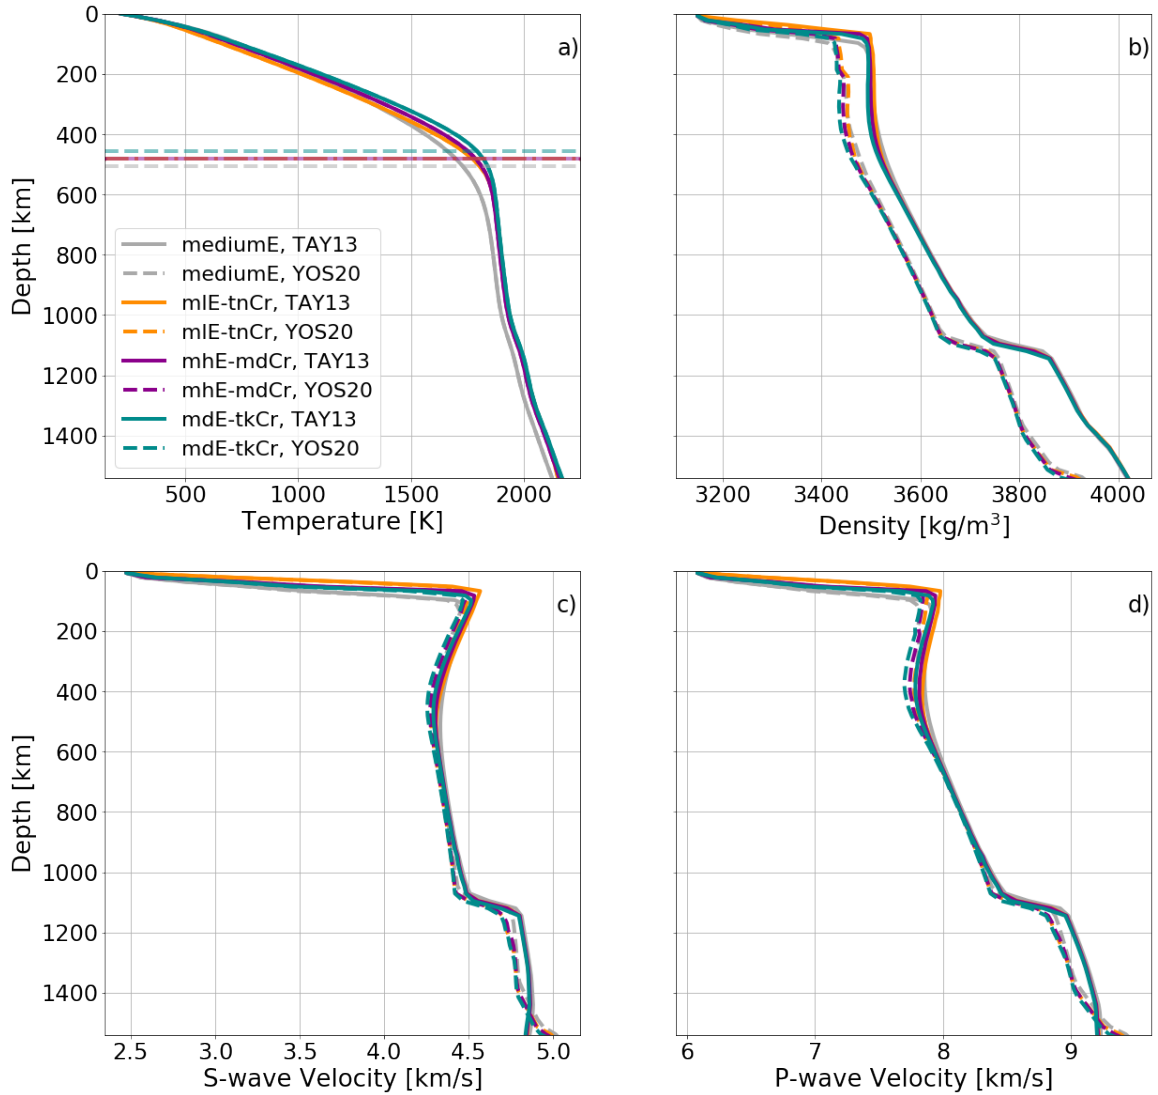 0
200
400
600
800
1000
1200
1400
Depth [km]
a)
mediumE, TAY13
mediumE, YOS20
mlE-tnCr, TAY13
mlE-tnCr, YOS20
mhE-mdCr, TAY13
mhE-mdCr, YOS20
mdE-tkCr, TAY13
mdE-tkCr, YOS20
500 1000 1500 2000
Temperature [K]
b)
3200 3400 3600 3800 4000
Density [kg/m³]
0
200
400
600
800
1000
1200
1400
Depth [km]
c)
2.5 3.0 3.5 4.0 4.5 5.0
S-wave Velocity [km/s]
d)
6 7 8 9
P-wave Velocity [km/s]